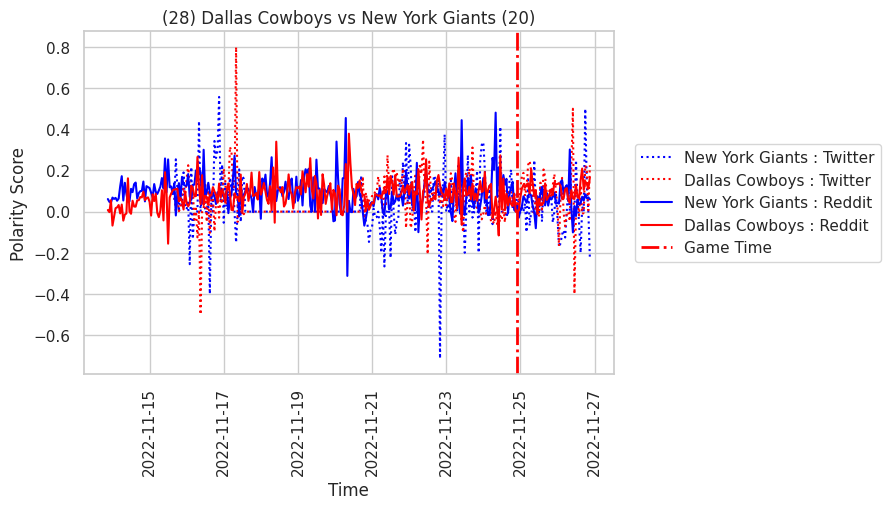 (28) Dallas Cowboys vs New York Giants (20)
Polarity Score
0.8
0.6
0.4
0.2
0.0
−0.2
−0.4
−0.6
2022-11-15
2022-11-17
2022-11-19
2022-11-21
2022-11-23
2022-11-25
2022-11-27
Time
New York Giants : Twitter
Dallas Cowboys : Twitter
New York Giants : Reddit
Dallas Cowboys : Reddit
Game Time